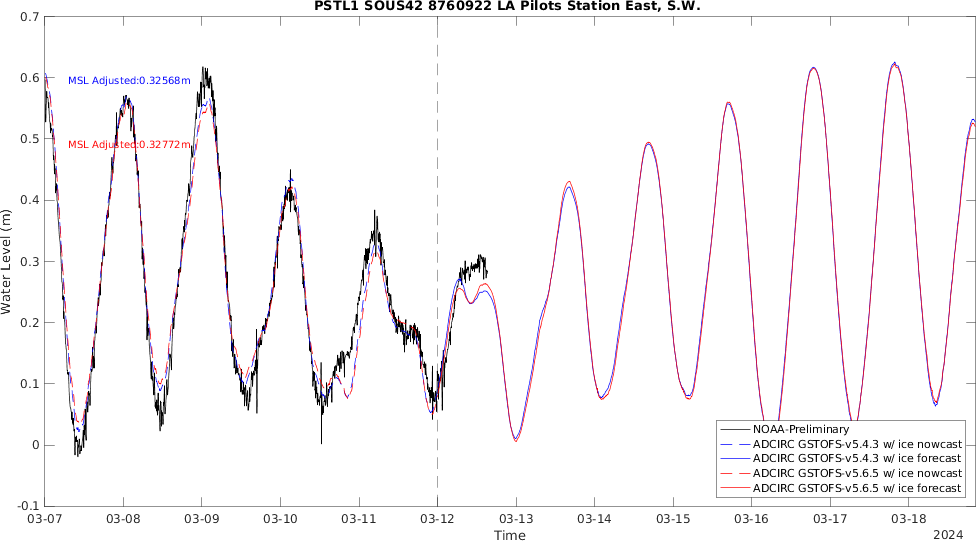 PSTL1 SOUS42 8760922 LA Pilots Station East, S.W.
0.7
0.6
0.5
0.4
0.3
0.2
0.1
0
-0.1
Water Level (m)
MSL Adjusted:0.32568m
MSL Adjusted:0.32772m
NOAA-Preliminary
ADCIRC GSTOFS-v5.4.3 w/ ice nowcast
ADCIRC GSTOFS-v5.4.3 w/ ice forecast
ADCIRC GSTOFS-v5.6.5 w/ ice nowcast
ADCIRC GSTOFS-v5.6.5 w/ ice forecast
03-07 03-08 03-09 03-10 03-11 03-12 03-13 03-14 03-15 03-16 03-17 03-18
Time
2024